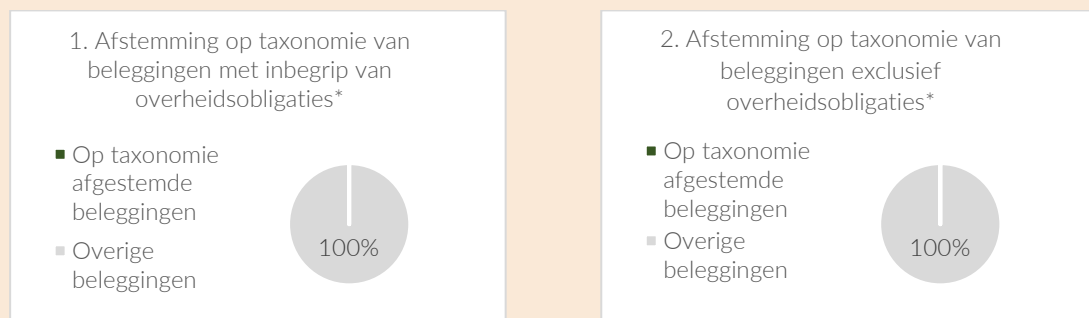 1. Afstemming op taxonomie van
beleggingen met inbegrip van
overheidsobligaties*
Op taxonomie
afgestemde
beleggingen
Overige
beleggingen
100%
2. Afstemming op taxonomie van
beleggingen exclusief
overheidsobligaties*
Op taxonomie
afgestemde
beleggingen
Overige
beleggingen
100%